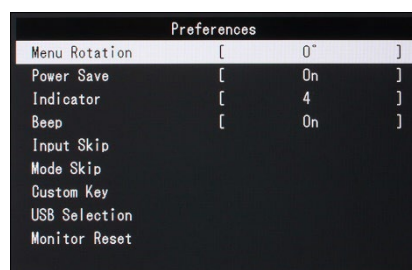 Preferences
Menu Rotation [ 0° ]
Power Save [ On ]
Indicator [ 4 ]
Beep [ On ]
Input Skip
Mode Skip
Custom Key
USB Selection
Monitor Reset